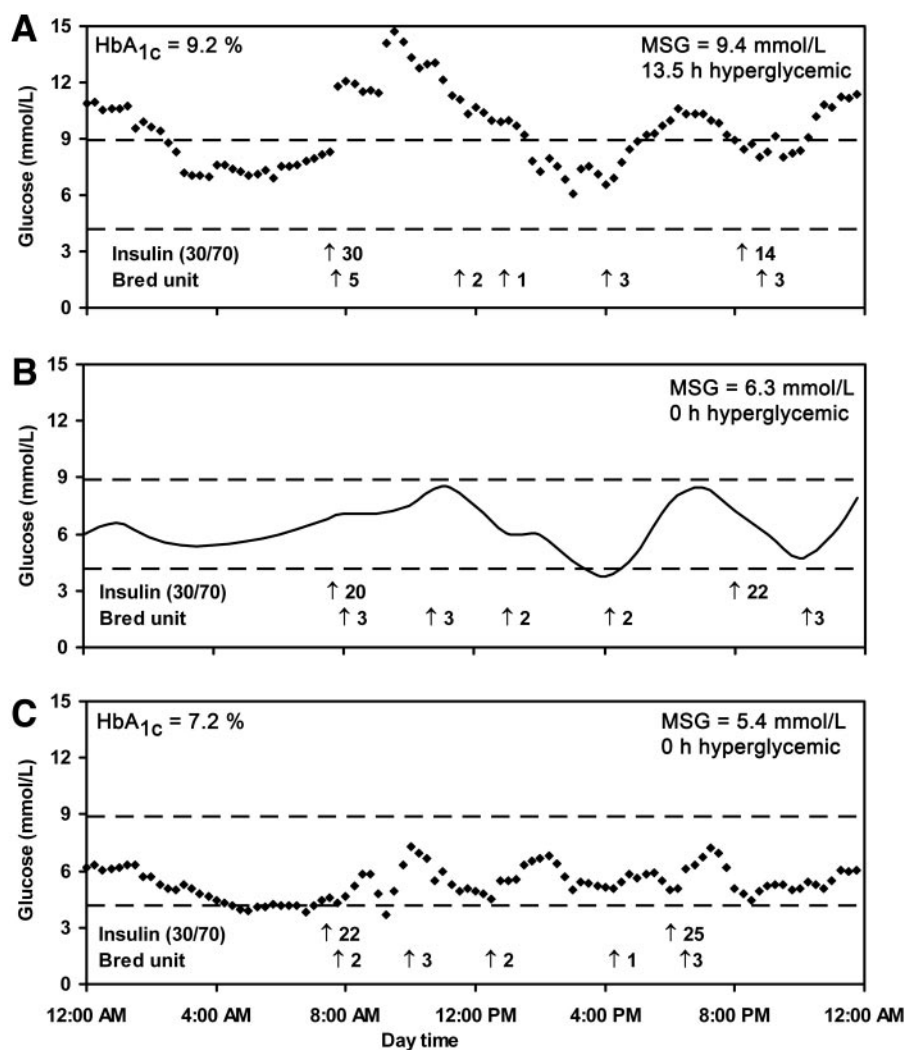 A
HbA1c = 9.2 %
MSG = 9.4 mmol/L
13.5 h hyperglycemic
15
12
9
6
3
0
Glucose (mmol/L)
Insulin (30/70) ↑ 30 ↑ 14
Bred unit ↑ 5 ↑ 2 ↑ 1 ↑ 3 ↑ 3
B
MSG = 6.3 mmol/L
0 h hyperglycemic
15
12
9
6
3
0
Glucose (mmol/L)
Insulin (30/70) ↑ 20 ↑ 22
Bred unit ↑ 3 ↑ 3 ↑ 2 ↑ 2 ↑ 3
C
HbA1c = 7.2 %
MSG = 5.4 mmol/L
0 h hyperglycemic
15
12
9
6
3
0
Glucose (mmol/L)
Insulin (30/70) ↑ 22 ↑ 25
Bred unit ↑ 2 ↑ 3 ↑ 2 ↑ 1 ↑ 3
12:00 AM 4:00 AM 8:00 AM 12:00 PM 4:00 PM 8:00 PM 12:00 AM
Day time